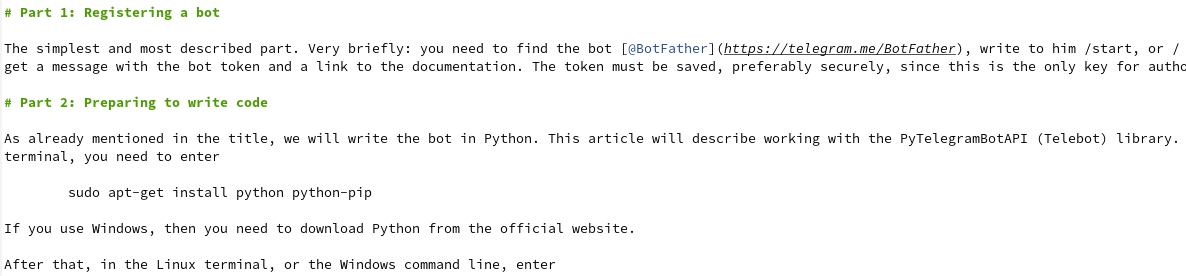 # Part 1: Registering a bot
The simplest and most described part. Very briefly: you need to find the bot [@BotFather](https://telegram.me/BotFather), write to him /start, or /
get a message with the bot token and a link to the documentation. The token must be saved, preferably securely, since this is the only key for autho
# Part 2: Preparing to write code
As already mentioned in the title, we will write the bot in Python. This article will describe working with the PyTelegramBotAPI (Telebot) library.
terminal, you need to enter
sudo apt-get install python python-pip
If you use Windows, then you need to download Python from the official website.
After that, in the Linux terminal, or the Windows command line, enter